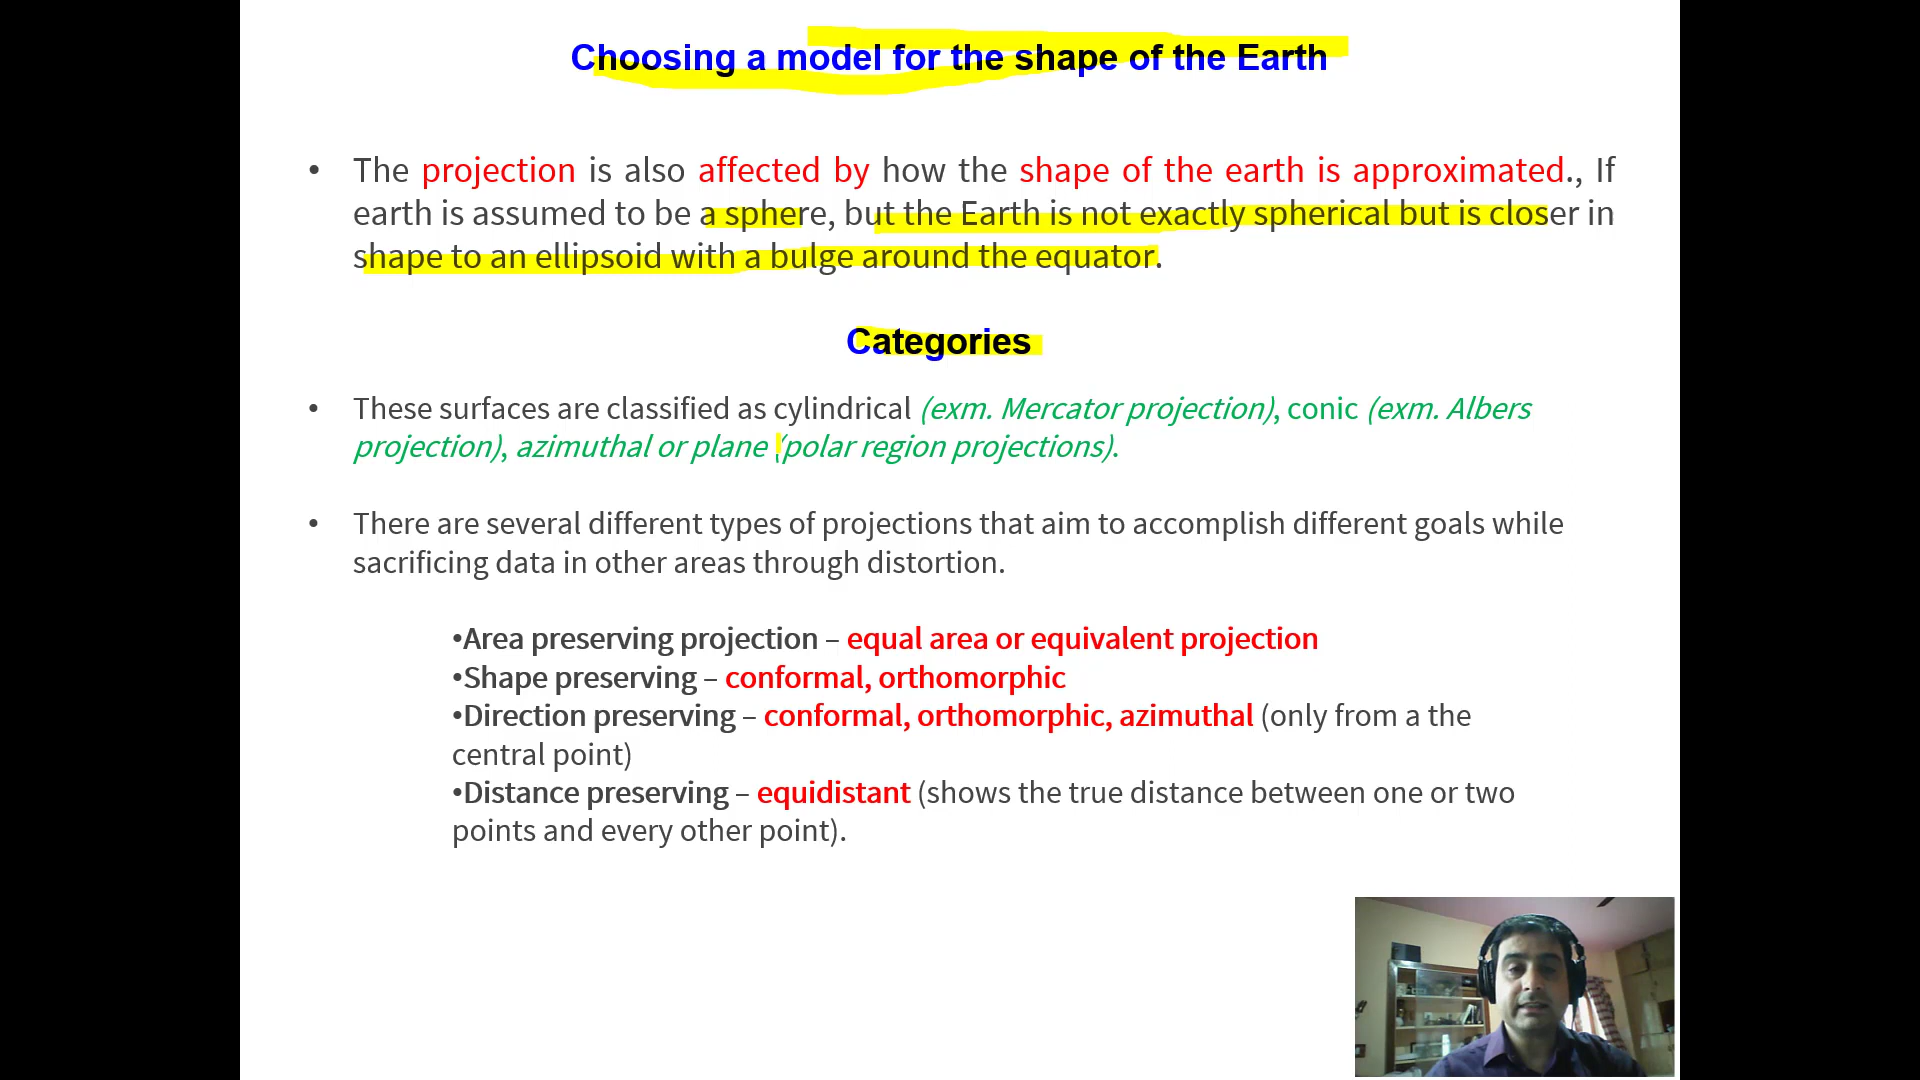 Choosing a model for the shape of the Earth
• The projection is also affected by how the shape of the earth is approximated., If
earth is assumed to be a sphere, but the Earth is not exactly spherical but is closer in
shape to an ellipsoid with a bulge around the equator.
Categories
• These surfaces are classified as cylindrical (exm. Mercator projection), conic (exm. Albers
projection), azimuthal or plane (polar region projections).
• There are several different types of projections that aim to accomplish different goals while
sacrificing data in other areas through distortion.
•Area preserving projection – equal area or equivalent projection
•Shape preserving – conformal, orthomorphic
•Direction preserving – conformal, orthomorphic, azimuthal (only from a the
central point)
•Distance preserving – equidistant (shows the true distance between one or two
points and every other point).